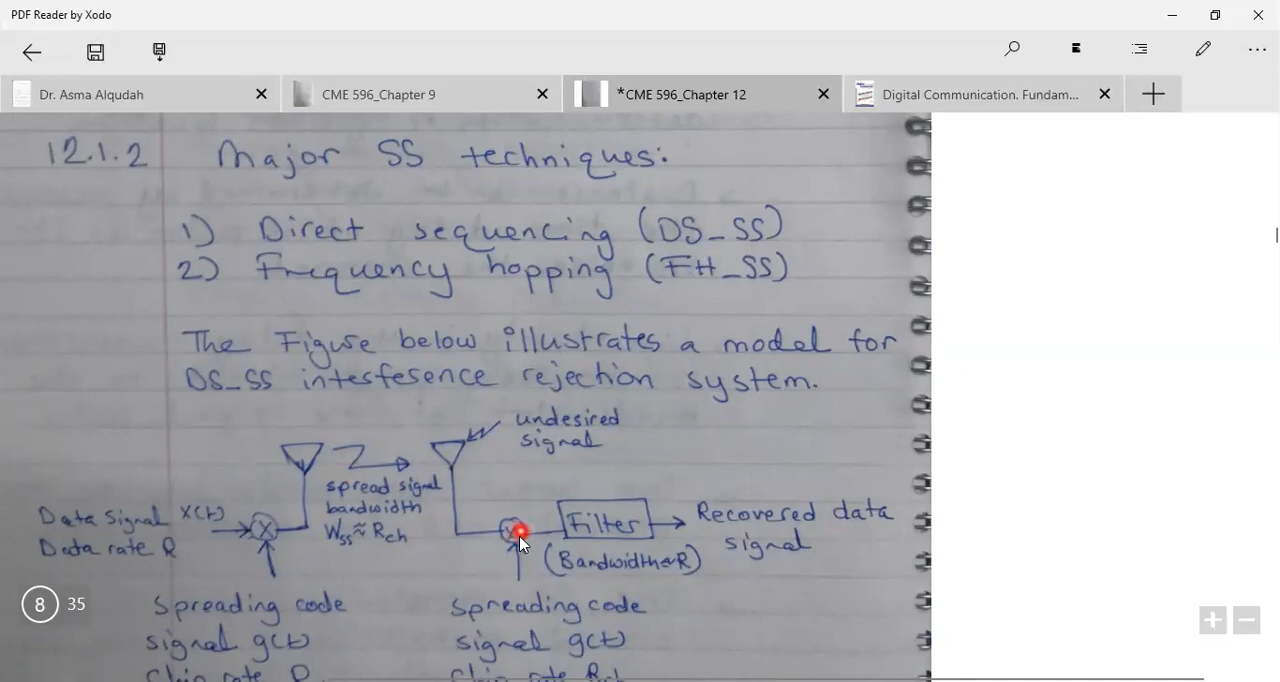 PDF Reader by Xodo
Dr. Asma Alqudah
CME 596_Chapter 9
*CME 596_Chapter 12
Digital Communication. Fundam...
12.1.2 Major SS techniques:
1) Direct sequencing (DS_SS)
2) Frequency hopping (FH_SS)
The Figure below illustrates a model for
DS_SS interference rejection system.
undesired
signal
spread signal
bandwidth
Wss ≈ Rch
Data Signal X(t)
Data rate R
X
X
Filter
(Bandwidth≈R)
Recovered data
signal
Spreading code
signal g(t)
Spreading code
signal g(t)
8 35